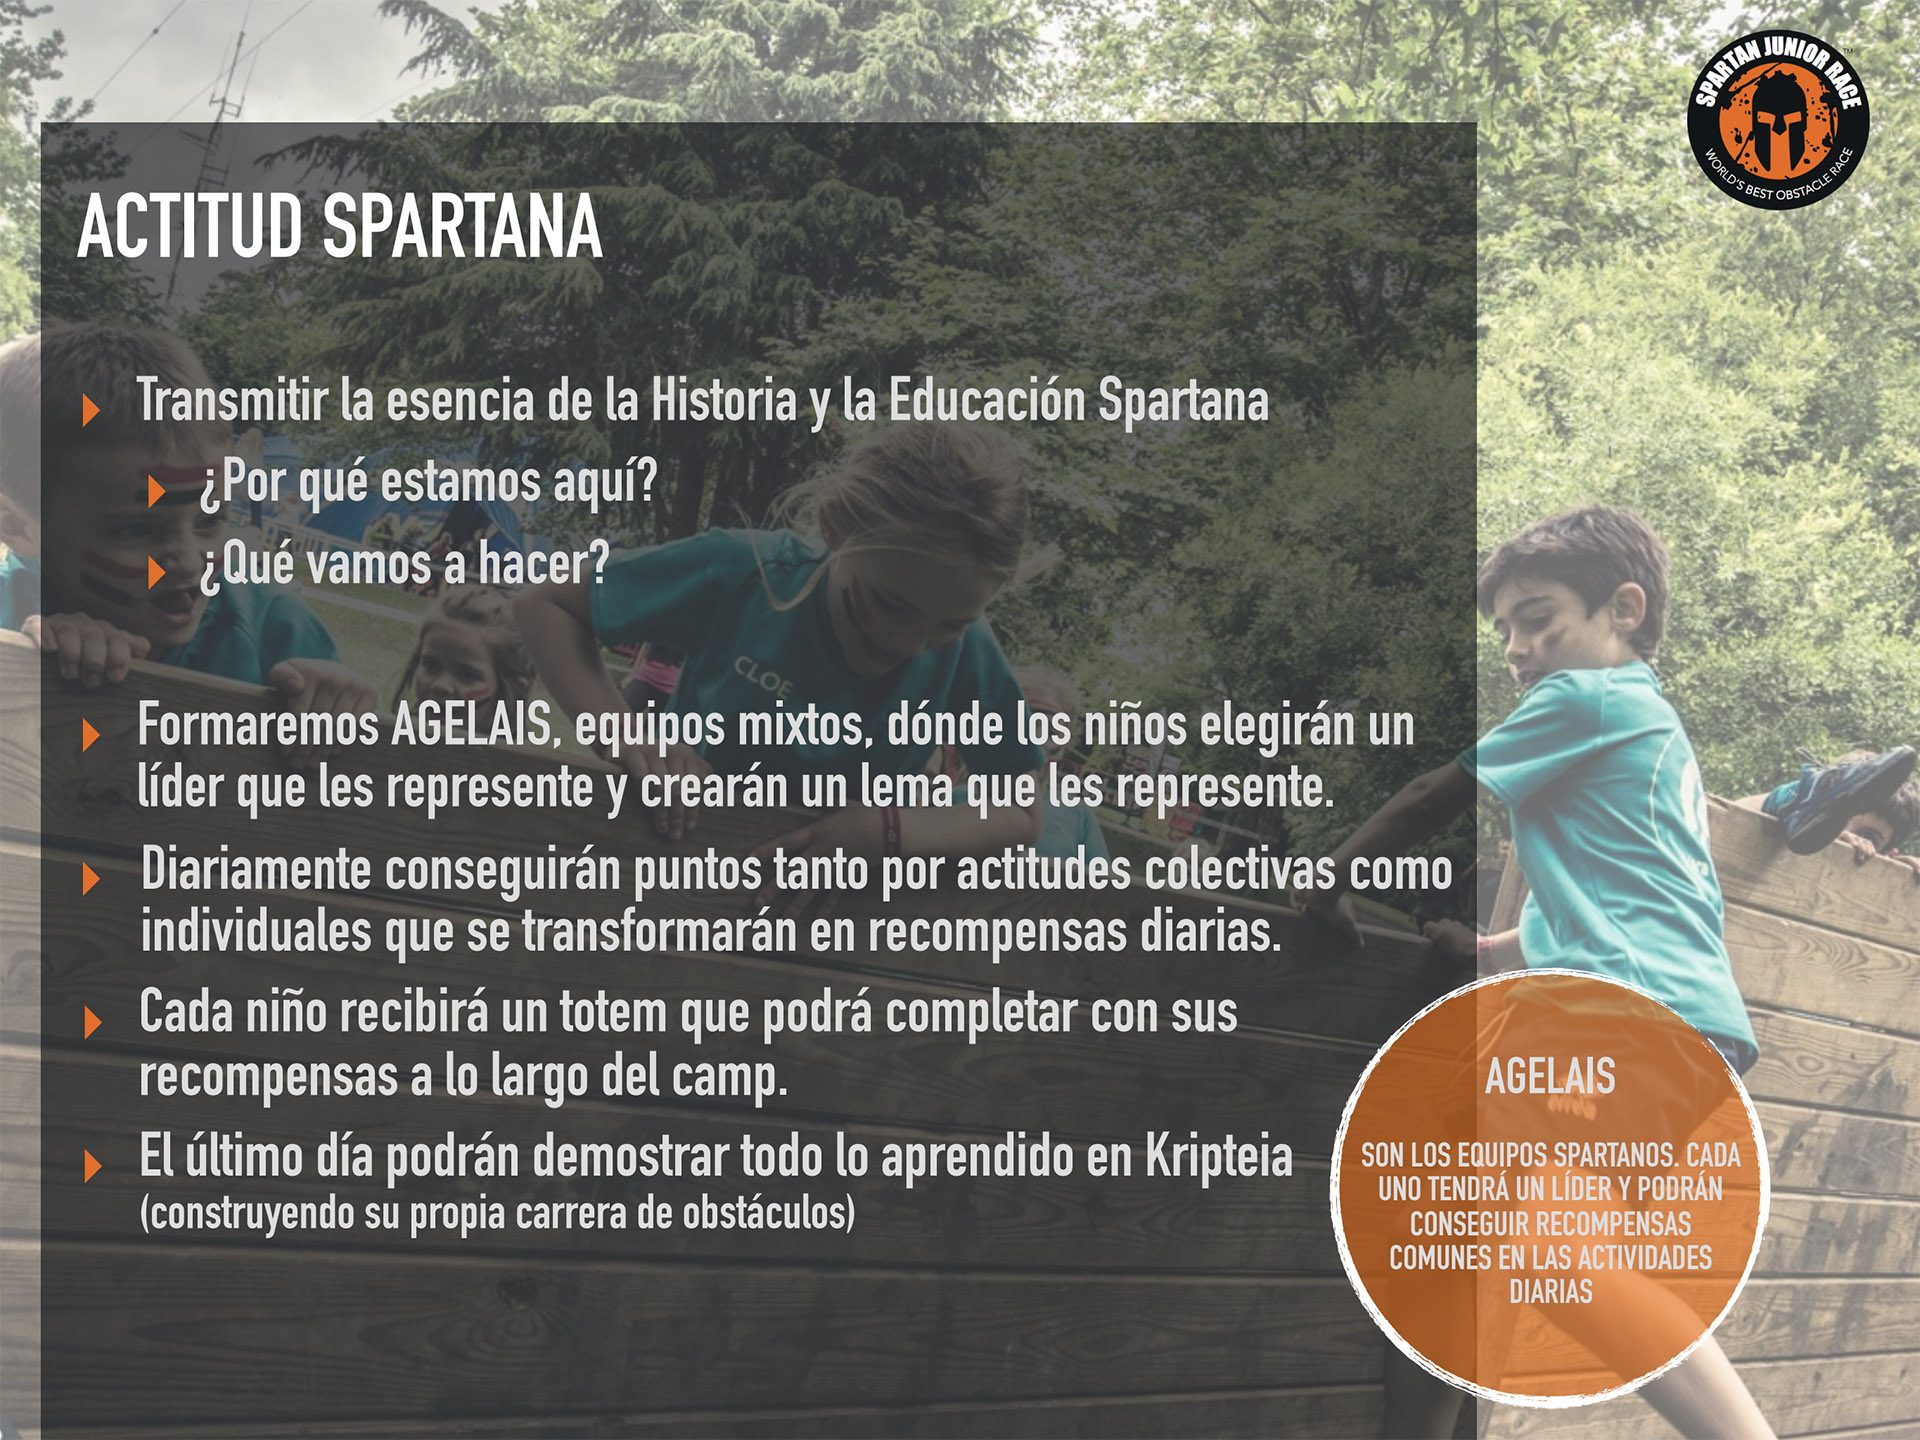 SPARTAN JUNIOR RACE™
WORLD'S BEST OBSTACLE RACE
ACTITUD SPARTANA
Transmitir la esencia de la Historia y la Educación Spartana
¿Por qué estamos aquí?
¿Qué vamos a hacer?
CLOE
Formaremos AGELAIS, equipos mixtos, dónde los niños elegirán un
líder que les represente y crearán un lema que les represente.
Diariamente conseguirán puntos tanto por actitudes colectivas como
individuales que se transformarán en recompensas diarias.
Cada niño recibirá un totem que podrá completar con sus
recompensas a lo largo del camp.
El último día podrán demostrar todo lo aprendido en Kripteia
(construyendo su propia carrera de obstáculos)
AGELAIS
SON LOS EQUIPOS SPARTANOS. CADA
UNO TENDRÁ UN LÍDER Y PODRÁN
CONSEGUIR RECOMPENSAS
COMUNES EN LAS ACTIVIDADES
DIARIAS